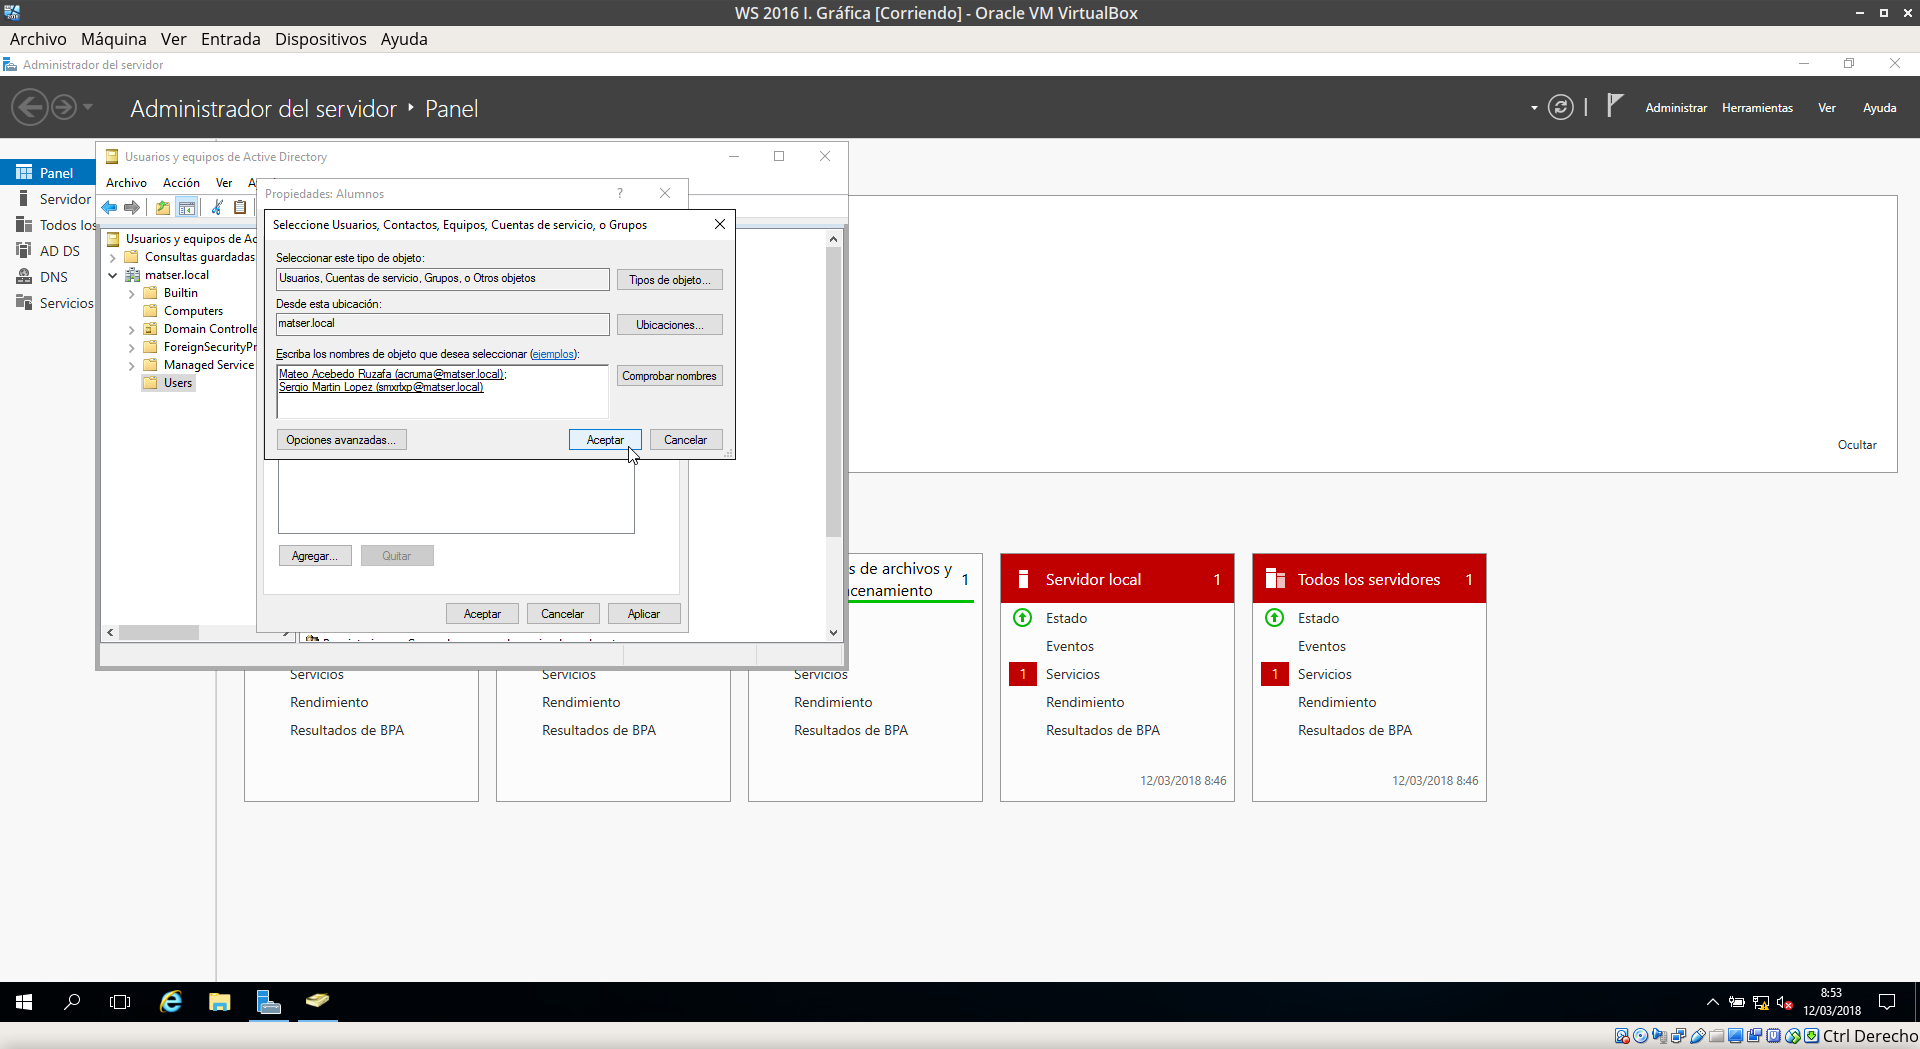 WS 2016 I. Gráfica [Corriendo] - Oracle VM VirtualBox
Archivo Máquina Ver Entrada Dispositivos Ayuda
Administrador del servidor
Administrador del servidor ‣ Panel
Administrar Herramientas Ver Ayuda
Panel
Servidor
Todos los
AD DS
DNS
Servicios
Usuarios y equipos de Active Directory
Archivo Acción Ver
Usuarios y equipos de Ac
Consultas guardadas
matser.local
Builtin
Computers
Domain Controlle
ForeignSecurityPr
Managed Service
Users
Propiedades: Alumnos
?
Seleccione Usuarios, Contactos, Equipos, Cuentas de servicio, o Grupos
Seleccionar este tipo de objeto:
Usuarios, Cuentas de servicio, Grupos, o Otros objetos
Tipos de objeto...
Desde esta ubicación:
matser.local
Ubicaciones...
Escriba los nombres de objeto que desea seleccionar (ejemplos):
Mateo Acebedo Ruzafa (acruma@matser.local);
Sergio Martin Lopez (smxrlxp@matser.local)
Comprobar nombres
Opciones avanzadas...
Aceptar Cancelar
Agregar... Quitar
Aceptar Cancelar Aplicar
Ocultar
Servicios
Rendimiento
Resultados de BPA
Servicios
Rendimiento
Resultados de BPA
s de archivos y 1
cenamiento
Servicios
Rendimiento
Resultados de BPA
Servidor local 1
Estado
Eventos
1 Servicios
Rendimiento
Resultados de BPA
12/03/2018 8:46
Todos los servidores 1
Estado
Eventos
1 Servicios
Rendimiento
Resultados de BPA
12/03/2018 8:46
8:53
12/03/2018
Ctrl Derecho